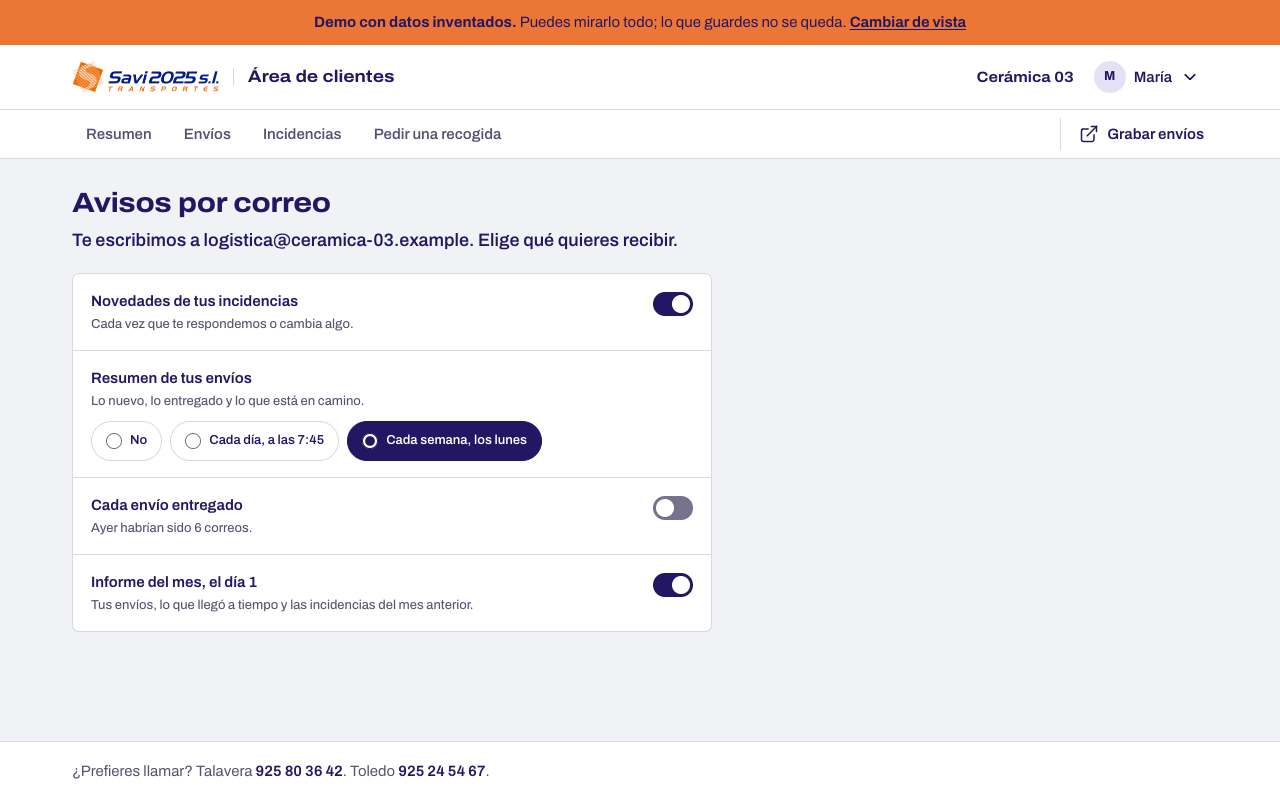 Demo con datos inventados. Puedes mirarlo todo; lo que guardes no se queda. Cambiar de vista
Savi 2025 s.l.
TRANSPORTES
Área de clientes
Cerámica 03
M
María
Resumen
Envíos
Incidencias
Pedir una recogida
Grabar envíos
Avisos por correo
Te escribimos a logistica@ceramica-03.example. Elige qué quieres recibir.
Novedades de tus incidencias
Cada vez que te respondemos o cambia algo.
Resumen de tus envíos
Lo nuevo, lo entregado y lo que está en camino.
No
Cada día, a las 7:45
Cada semana, los lunes
Cada envío entregado
Ayer habrían sido 6 correos.
Informe del mes, el día 1
Tus envíos, lo que llegó a tiempo y las incidencias del mes anterior.
¿Prefieres llamar? Talavera 925 80 36 42. Toledo 925 24 54 67.